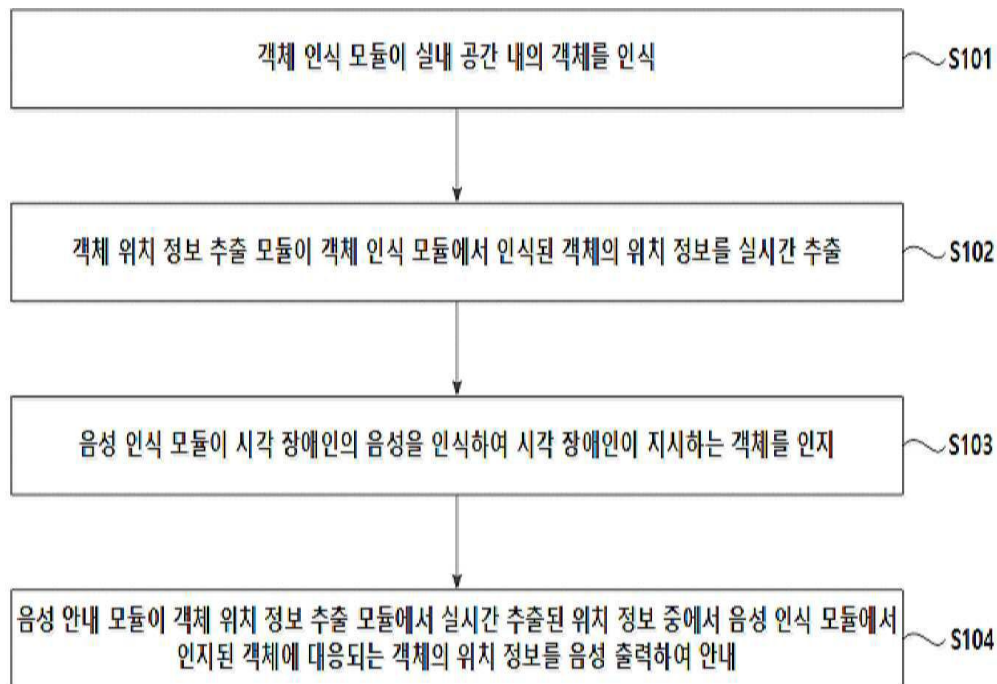 객체 인식 모듈이 실내 공간 내의 객체를 인식
S101
객체 위치 정보 추출 모듈이 객체 인식 모듈에서 인식된 객체의 위치 정보를 실시간 추출
S102
음성 인식 모듈이 시각 장애인의 음성을 인식하여 시각 장애인이 지시하는 객체를 인지
S103
음성 안내 모듈이 객체 위치 정보 추출 모듈에서 실시간 추출된 위치 정보 중에서 음성 인식 모듈에서
인지된 객체에 대응되는 객체의 위치 정보를 음성 출력하여 안내
S104